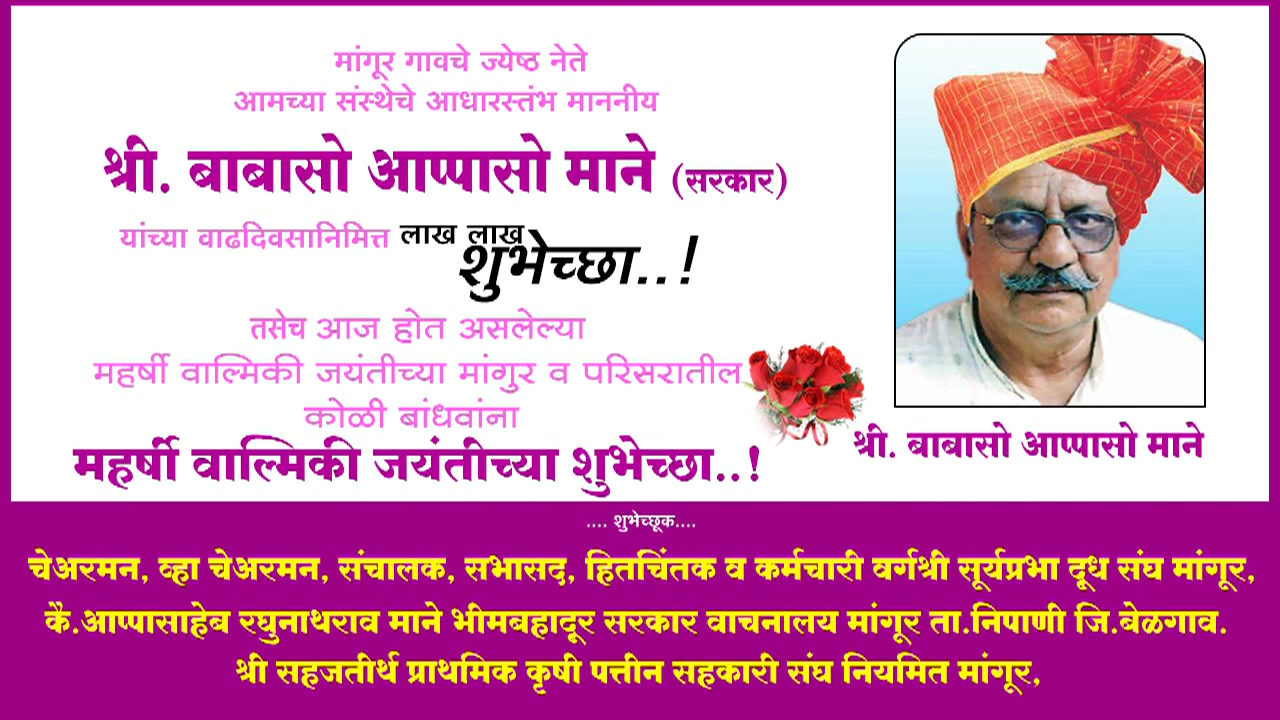 मांगूर गावचे ज्येष्ठ नेते
आमच्या संस्थेचे आधारस्तंभ माननीय
श्री. बाबासो आप्पासो माने (सरकार)
यांच्या वाढदिवसानिमित्त लाख लाख
शुभेच्छा..!
तसेच आज होत असलेल्या
महर्षी वाल्मिकी जयंतीच्या मांगुर व परिसरातील
कोळी बांधवांना
महर्षी वाल्मिकी जयंतीच्या शुभेच्छा..!
श्री. बाबासो आप्पासो माने
.... शुभेच्छूक....
चेअरमन, व्हा चेअरमन, संचालक, सभासद, हितचिंतक व कर्मचारी वर्गश्री सूर्यप्रभा दूध संघ मांगूर,
कै.आप्पासाहेब रघुनाथराव माने भीमबहादूर सरकार वाचनालय मांगूर ता.निपाणी जि.बेळगाव.
श्री सहजतीर्थ प्राथमिक कृषी पत्तीन सहकारी संघ नियमित मांगूर,